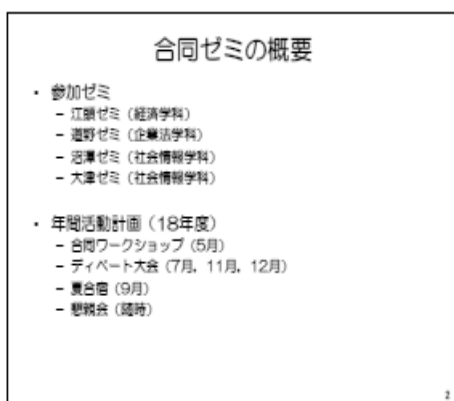 合同ゼミの概要
・ 参加ゼミ
– 江頭ゼミ（経済学科）
– 道野ゼミ（企業法学科）
– 沼澤ゼミ（社会情報学科）
– 大津ゼミ（社会情報学科）
・ 年間活動計画（18年度）
– 合同ワークショップ（5月）
– ディベート大会（7月，11月，12月）
– 夏合宿（9月）
– 懇親会（随時）
2